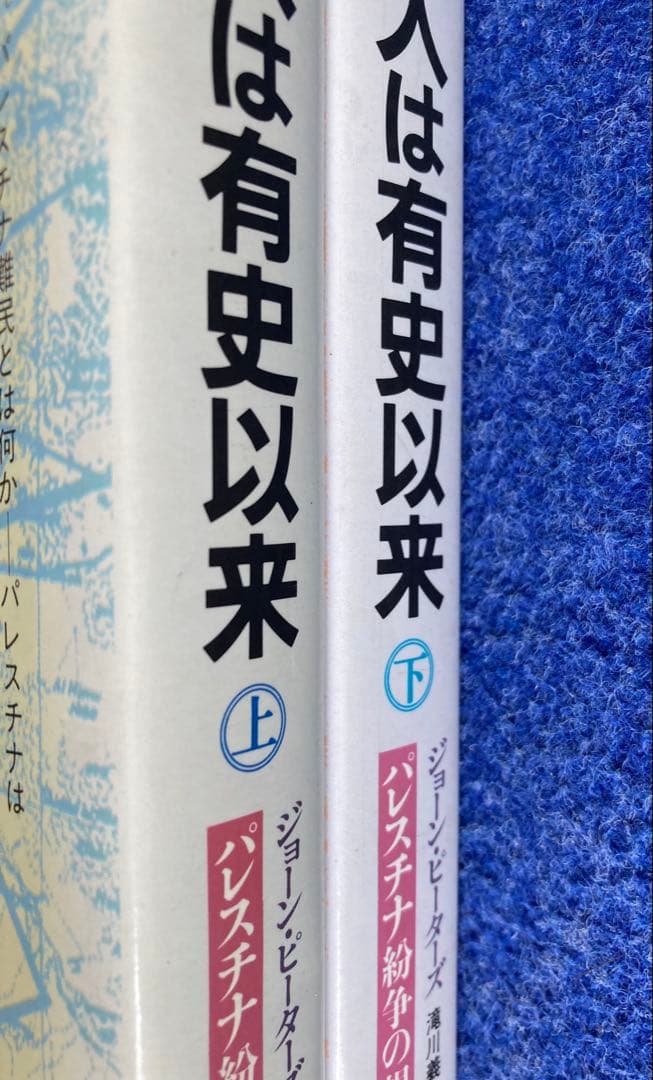 パレスチナ難民とは何か――パレスチナは
は有史以来
上
ジョーン・ピーターズ
パレスチナ紛
人は有史以来
下
ジョーン・ピーターズ 滝川義
パレスチナ紛争の